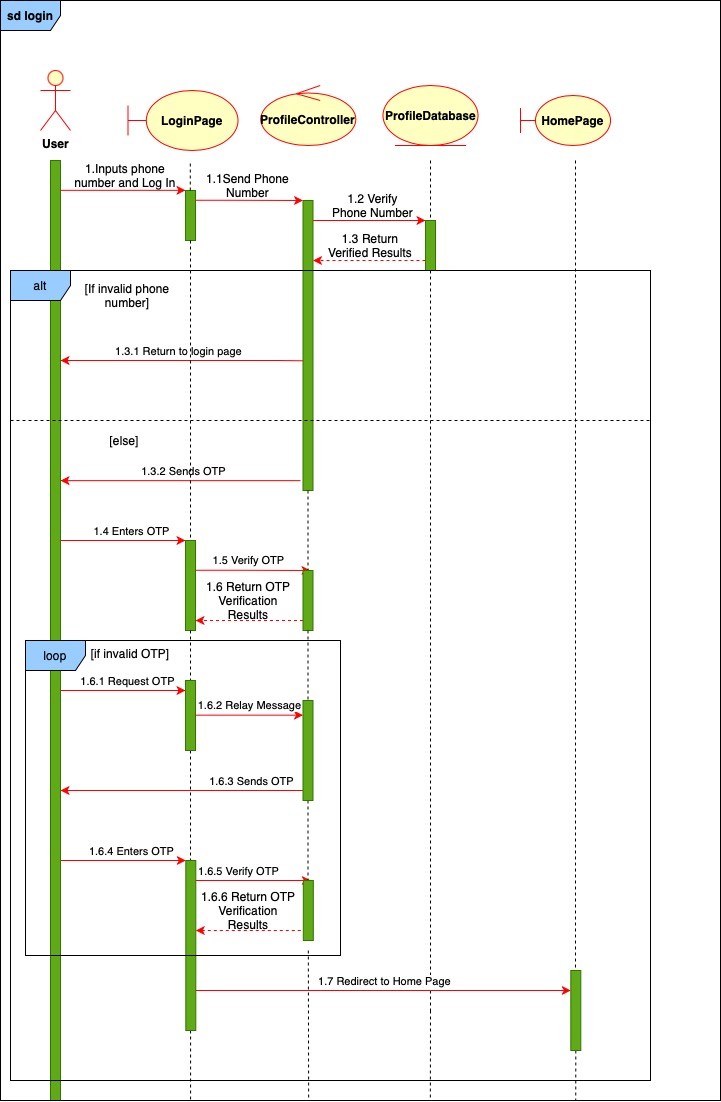 sd login
User
LoginPage
ProfileController
ProfileDatabase
HomePage
1.Inputs phone
number and Log In
1.1Send Phone
Number
1.2 Verify
Phone Number
1.3 Return
Verified Results
alt
[If invalid phone
number]
1.3.1 Return to login page
[else]
1.3.2 Sends OTP
1.4 Enters OTP
1.5 Verify OTP
1.6 Return OTP
Verification
Results
loop
[if invalid OTP]
1.6.1 Request OTP
1.6.2 Relay Message
1.6.3 Sends OTP
1.6.4 Enters OTP
1.6.5 Verify OTP
1.6.6 Return OTP
Verification
Results
1.7 Redirect to Home Page